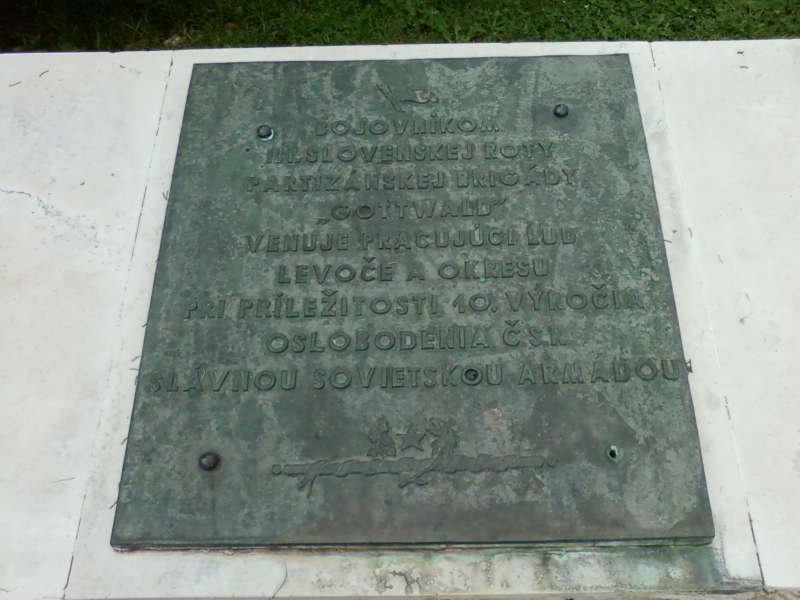 BOJOVNÍKOM
III. SLOVENSKEJ ROTY
PARTIZÁNSKEJ BRIGÁDY
„GOTTWALD"
VENUJE PRACUJÚCI ĽUD
LEVOČE A OKRESU
PRI PRÍLEŽITOSTI 10. VÝROČIA
OSLOBODENIA ČSR
SLÁVNOU SOVIETSKOU ARMÁDOU